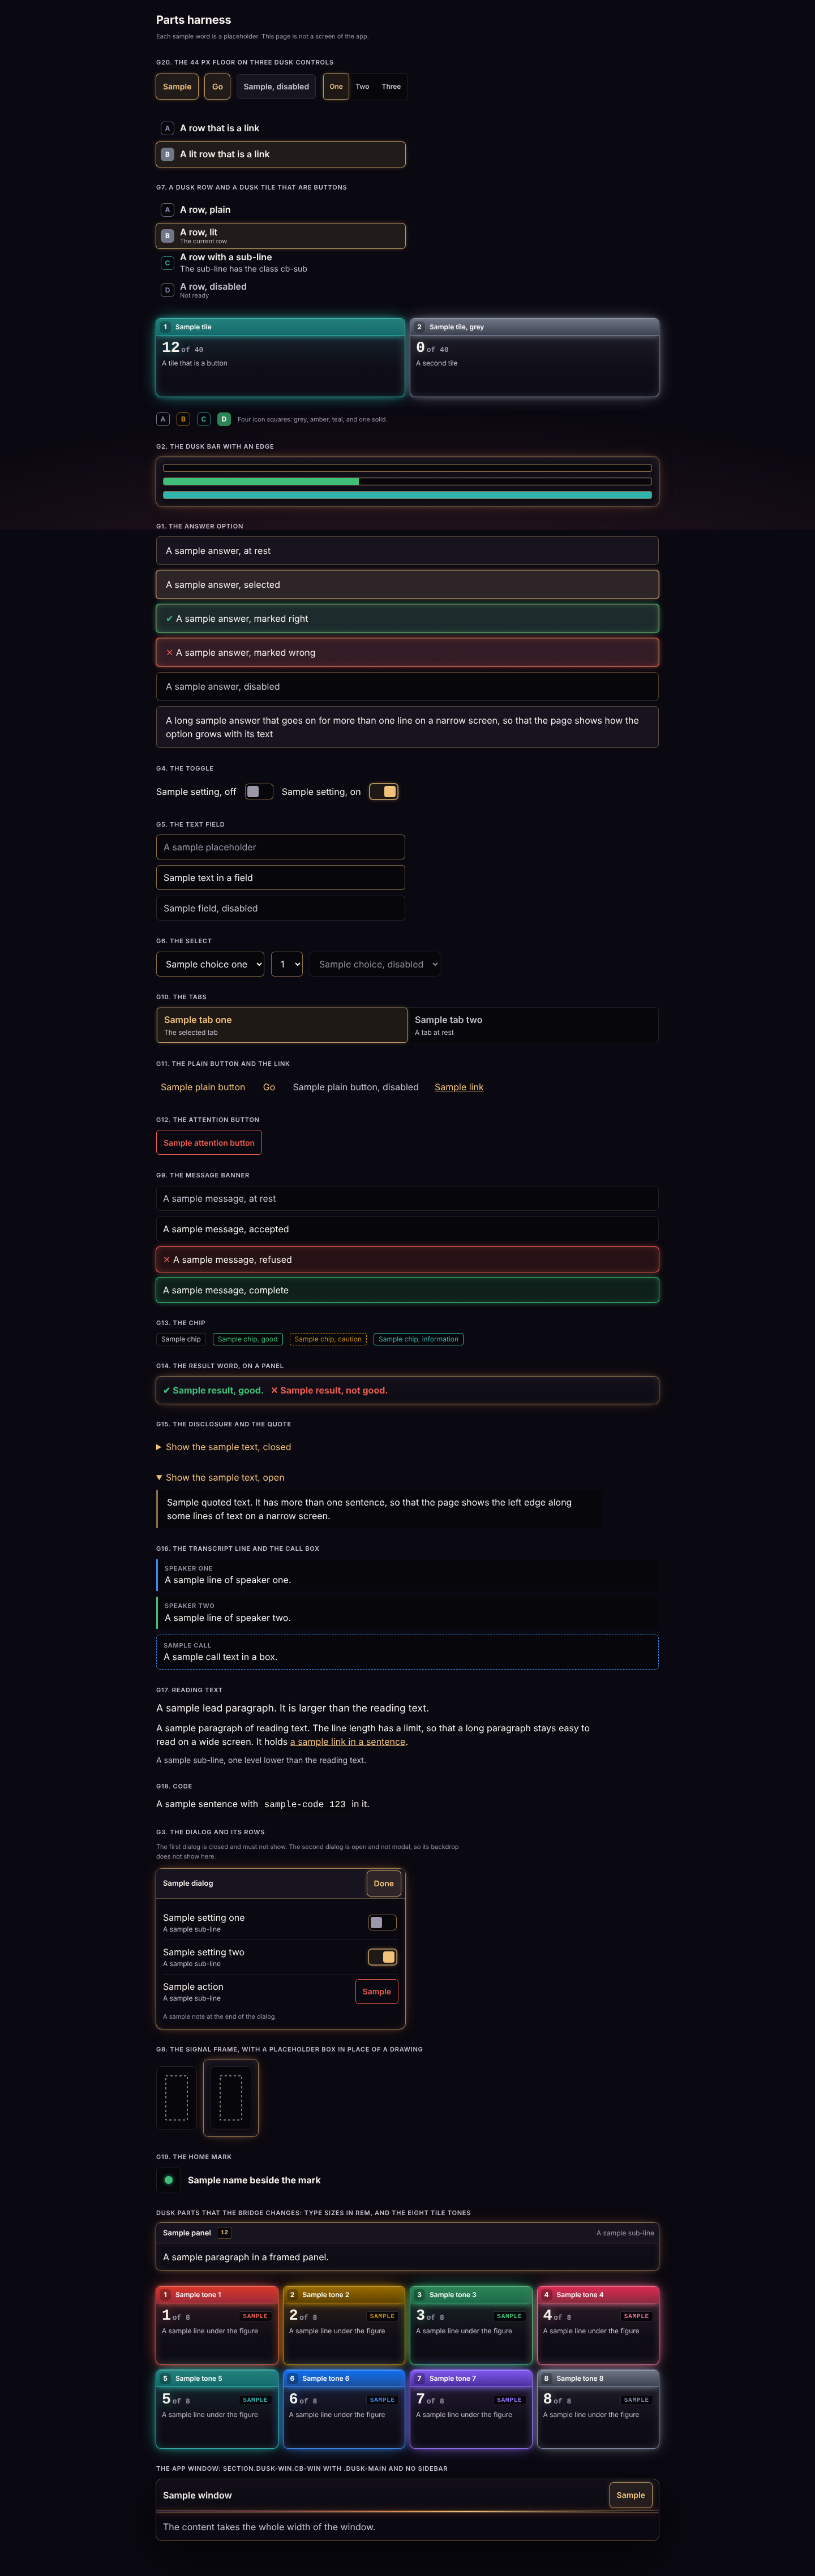 Parts harness
Each sample word is a placeholder. This page is not a screen of the app.
G20. THE 44 PX FLOOR ON THREE DUSK CONTROLS
Sample Go Sample, disabled One Two Three
A A row that is a link
B A lit row that is a link
G7. A DUSK ROW AND A DUSK TILE THAT ARE BUTTONS
A A row, plain
B A row, lit
The current row
C A row with a sub-line
The sub-line has the class cb-sub
D A row, disabled
Not ready
1 Sample tile
12 of 40
A tile that is a button
2 Sample tile, grey
0 of 40
A second tile
A B C D Four icon squares: grey, amber, teal, and one solid.
G2. THE DUSK BAR WITH AN EDGE
G1. THE ANSWER OPTION
A sample answer, at rest
A sample answer, selected
✔ A sample answer, marked right
✕ A sample answer, marked wrong
A sample answer, disabled
A long sample answer that goes on for more than one line on a narrow screen, so that the page shows how the
option grows with its text
G4. THE TOGGLE
Sample setting, off Sample setting, on
G5. THE TEXT FIELD
A sample placeholder
Sample text in a field
Sample field, disabled
G6. THE SELECT
Sample choice one 1 Sample choice, disabled
G10. THE TABS
Sample tab one
The selected tab
Sample tab two
A tab at rest
G11. THE PLAIN BUTTON AND THE LINK
Sample plain button Go Sample plain button, disabled Sample link
G12. THE ATTENTION BUTTON
Sample attention button
G9. THE MESSAGE BANNER
A sample message, at rest
A sample message, accepted
✕ A sample message, refused
A sample message, complete
G13. THE CHIP
Sample chip Sample chip, good Sample chip, caution Sample chip, information
G14. THE RESULT WORD, ON A PANEL
✔ Sample result, good. ✕ Sample result, not good.
G15. THE DISCLOSURE AND THE QUOTE
▶ Show the sample text, closed
▼ Show the sample text, open
Sample quoted text. It has more than one sentence, so that the page shows the left edge along
some lines of text on a narrow screen.
G16. THE TRANSCRIPT LINE AND THE CALL BOX
SPEAKER ONE
A sample line of speaker one.
SPEAKER TWO
A sample line of speaker two.
SAMPLE CALL
A sample call text in a box.
G17. READING TEXT
A sample lead paragraph. It is larger than the reading text.
A sample paragraph of reading text. The line length has a limit, so that a long paragraph stays easy to
read on a wide screen. It holds a sample link in a sentence.
A sample sub-line, one level lower than the reading text.
G18. CODE
A sample sentence with sample-code 123 in it.
G3. THE DIALOG AND ITS ROWS
The first dialog is closed and must not show. The second dialog is open and not modal, so its backdrop
does not show here.
Sample dialog Done
Sample setting one
A sample sub-line
Sample setting two
A sample sub-line
Sample action
A sample sub-line
Sample
A sample note at the end of the dialog.
G8. THE SIGNAL FRAME, WITH A PLACEHOLDER BOX IN PLACE OF A DRAWING
G19. THE HOME MARK
Sample name beside the mark
DUSK PARTS THAT THE BRIDGE CHANGES: TYPE SIZES IN REM, AND THE EIGHT TILE TONES
Sample panel 12 A sample sub-line
A sample paragraph in a framed panel.
1 Sample tone 1
1 of 8 SAMPLE
A sample line under the figure
2 Sample tone 2
2 of 8 SAMPLE
A sample line under the figure
3 Sample tone 3
3 of 8 SAMPLE
A sample line under the figure
4 Sample tone 4
4 of 8 SAMPLE
A sample line under the figure
5 Sample tone 5
5 of 8 SAMPLE
A sample line under the figure
6 Sample tone 6
6 of 8 SAMPLE
A sample line under the figure
7 Sample tone 7
7 of 8 SAMPLE
A sample line under the figure
8 Sample tone 8
8 of 8 SAMPLE
A sample line under the figure
THE APP WINDOW: SECTION.DUSK-WIN.CB-WIN WITH .DUSK-MAIN AND NO SIDEBAR
Sample window Sample
The content takes the whole width of the window.